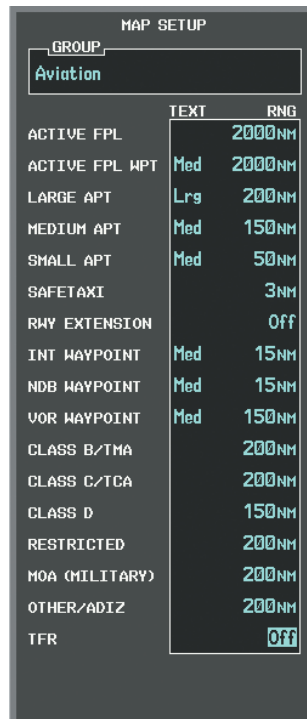 MAP SETUP
GROUP
Aviation
TEXT RNG
ACTIVE FPL 2000NM
ACTIVE FPL WPT Med 2000NM
LARGE APT Lrg 200NM
MEDIUM APT Med 150NM
SMALL APT Med 50NM
SAFETAXI 3NM
RWY EXTENSION Off
INT WAYPOINT Med 15NM
NDB WAYPOINT Med 15NM
VOR WAYPOINT Med 150NM
CLASS B/TMA 200NM
CLASS C/TCA 200NM
CLASS D 150NM
RESTRICTED 200NM
MOA (MILITARY) 200NM
OTHER/ADIZ 200NM
TFR Off